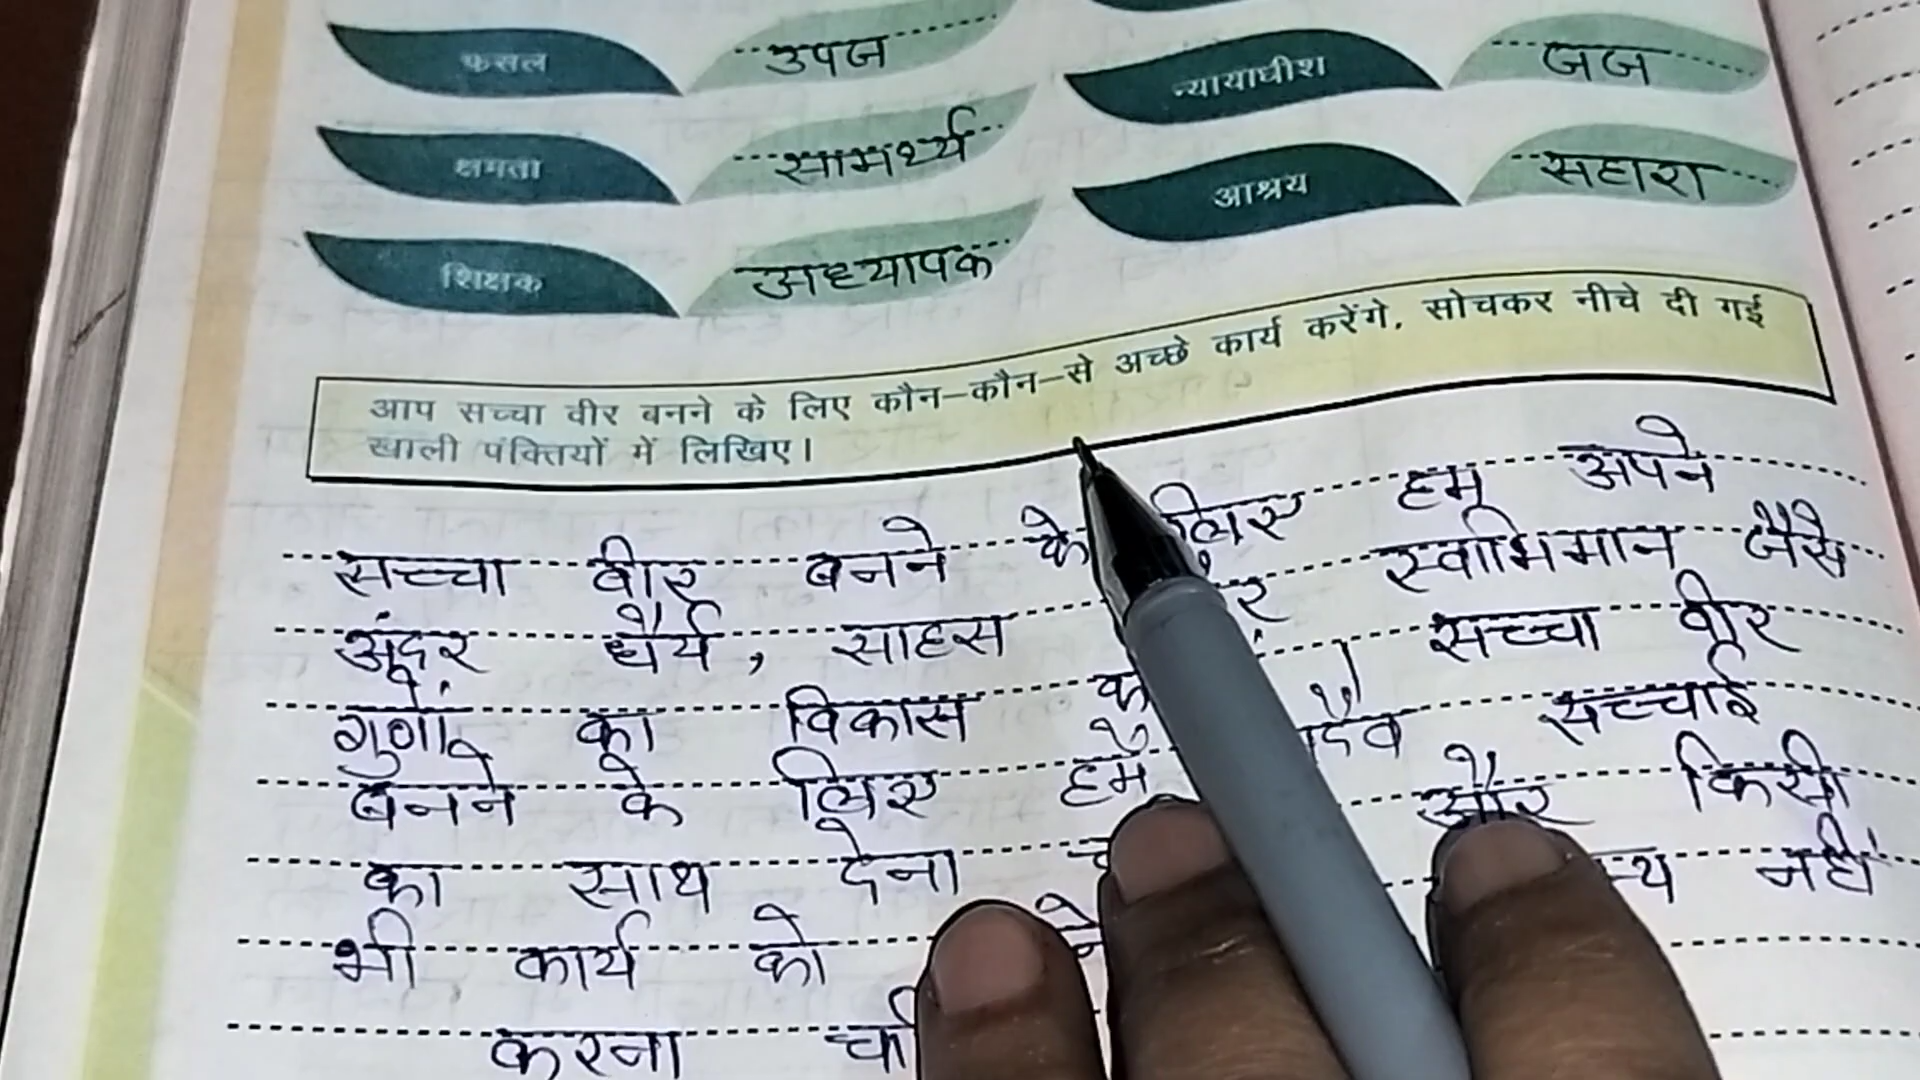 फसल उपज न्यायाधीश जज
क्षमता सामर्थ्य आश्रय सहारा
शिक्षक अध्यापक
आप सच्चा वीर बनने के लिए कौन-कौन-से अच्छे कार्य करेंगे, सोचकर नीचे दी गई
खाली पंक्तियों में लिखिए।
सच्चा वीर बनने के लिए हम अपने
अंदर धैर्य, साहस स्वाभिमान जैसे
गुणों का विकास सच्चा वीर
बनने के लिए हमें सच्चाई
का साथ देना और किसी
भी कार्य को नहीं
करना